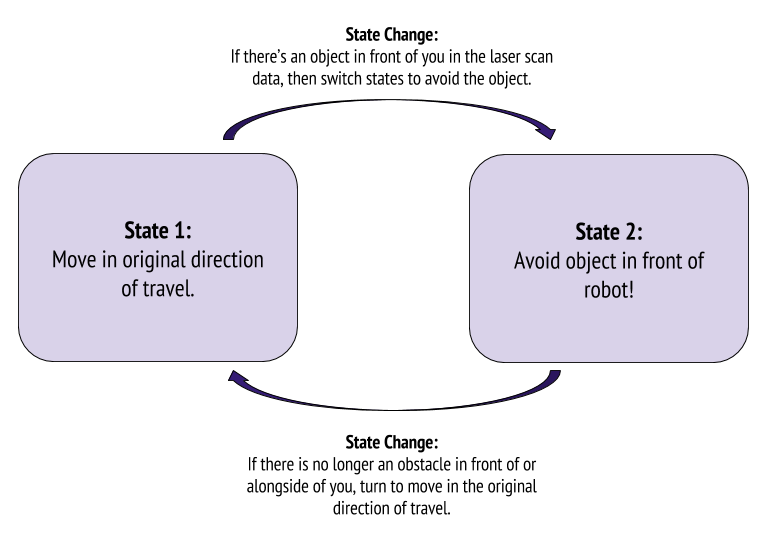 State Change:
If there's an object in front of you in the laser scan
data, then switch states to avoid the object.
State 1:
Move in original direction
of travel.
State 2:
Avoid object in front of
robot!
State Change:
If there is no longer an obstacle in front of or
alongside of you, turn to move in the original
direction of travel.